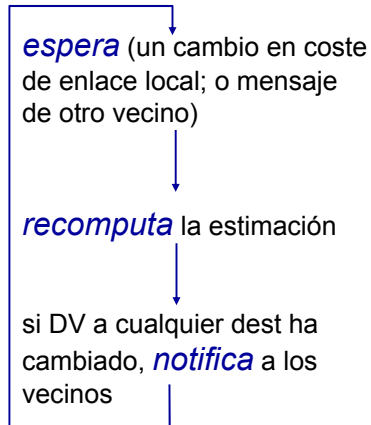 espera (un cambio en coste
de enlace local; o mensaje
de otro vecino)
recomputa la estimación
si DV a cualquier dest ha
cambiado, notifica a los
vecinos